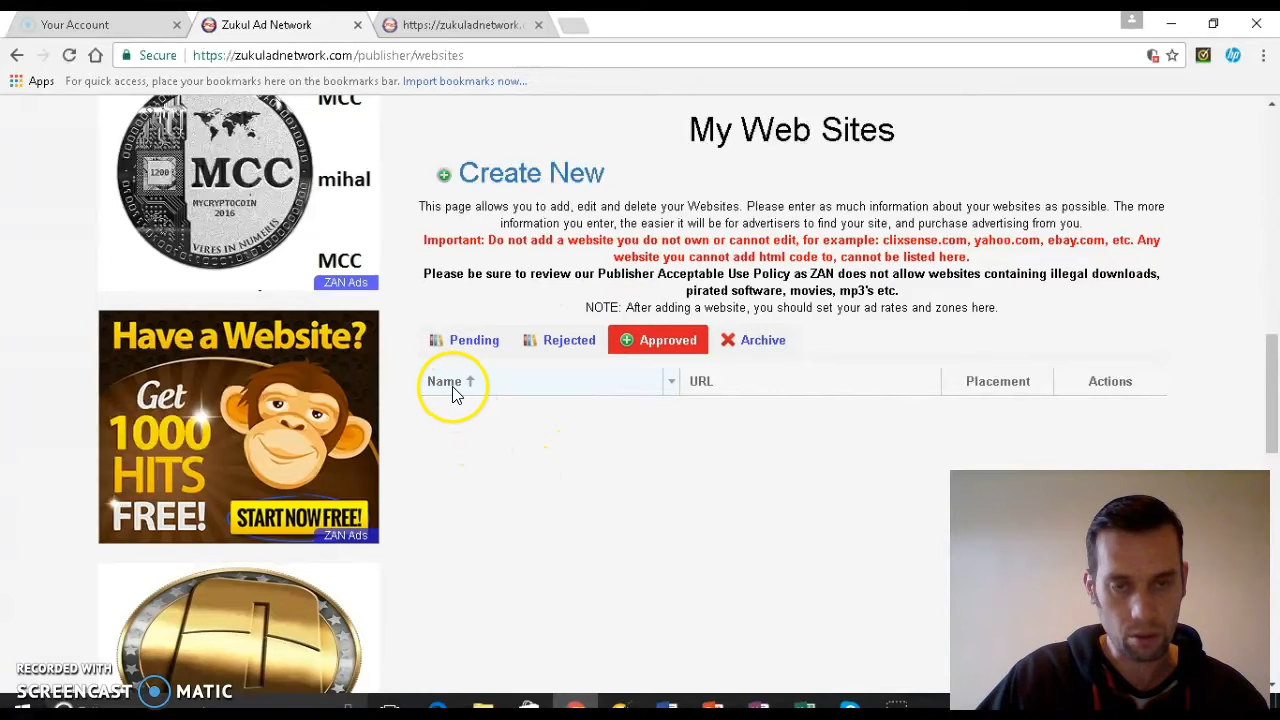 Your Account
Zukul Ad Network
https://zukuladnetwork.c
Secure
https://zukuladnetwork.com/publisher/websites
Apps
For quick access, place your bookmarks here on the bookmarks bar. Import bookmarks now...
MCC
1200
MCC
MYCRYPTOCOIN
2016
VIRES IN NUMERIS
mihal
MCC
ZAN Ads
Have a Website?
Get
1000
HITS
FREE!
START NOW FREE!
ZAN Ads
My Web Sites
Create New
This page allows you to add, edit and delete your Websites. Please enter as much information about your websites as possible. The more
information you enter, the easier it will be for advertisers to find your site, and purchase advertising from you.
Important: Do not add a website you do not own or cannot edit, for example: clixsense.com, yahoo.com, ebay.com, etc. Any
website you cannot add html code to, cannot be listed here.
Please be sure to review our Publisher Acceptable Use Policy as ZAN does not allow websites containing illegal downloads,
pirated software, movies, mp3's etc.
NOTE: After adding a website, you should set your ad rates and zones here.
Pending
Rejected
Approved
Archive
Name
URL
Placement
Actions
RECORDED WITH
SCREENCAST MATIC